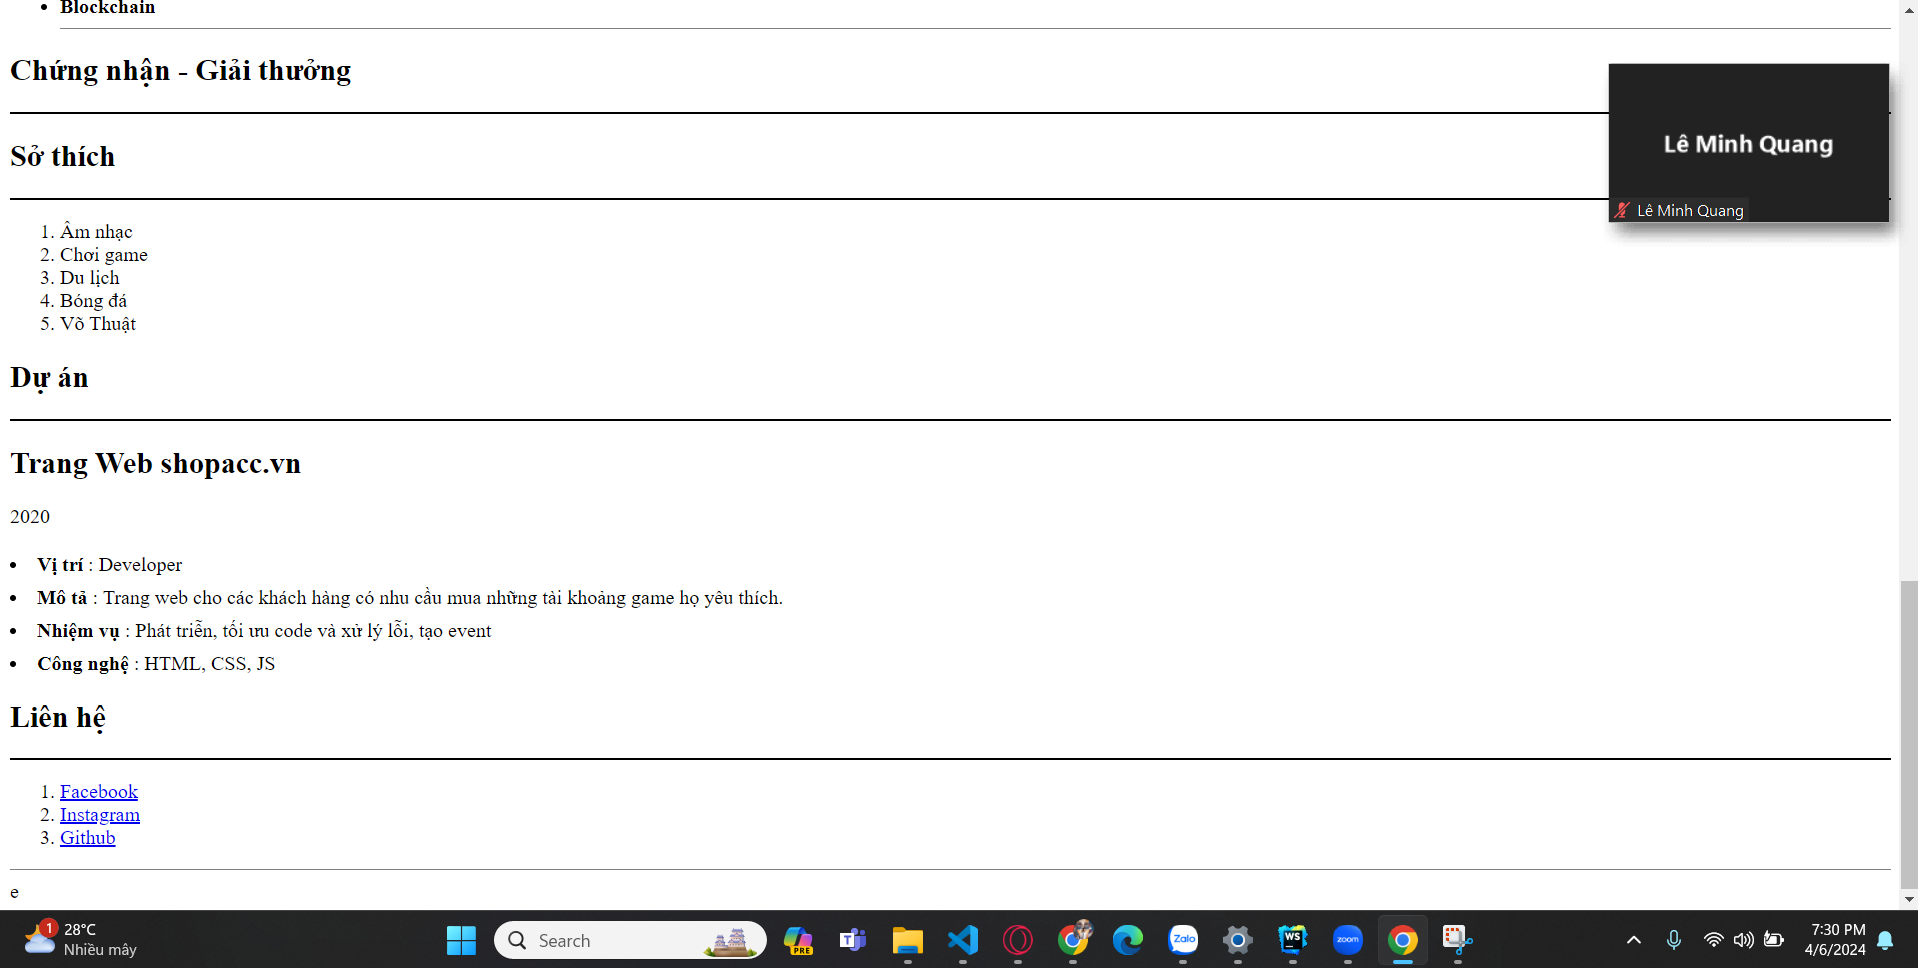 Blockchain
Chứng nhận - Giải thưởng
Lê Minh Quang
Lê Minh Quang
Sở thích
1. Âm nhạc
2. Chơi game
3. Du lịch
4. Bóng đá
5. Võ Thuật
Dự án
Trang Web shopacc.vn
2020
Vị trí : Developer
Mô tả : Trang web cho các khách hàng có nhu cầu mua những tài khoảng game họ yêu thích.
Nhiệm vụ : Phát triễn, tối ưu code và xử lý lỗi, tạo event
Công nghệ : HTML, CSS, JS
Liên hệ
1. Facebook
2. Instagram
3. Github
e
1
28°C
Nhiều mây
Search
PRE
T
Zalo
WS
zoom
7:30 PM
4/6/2024